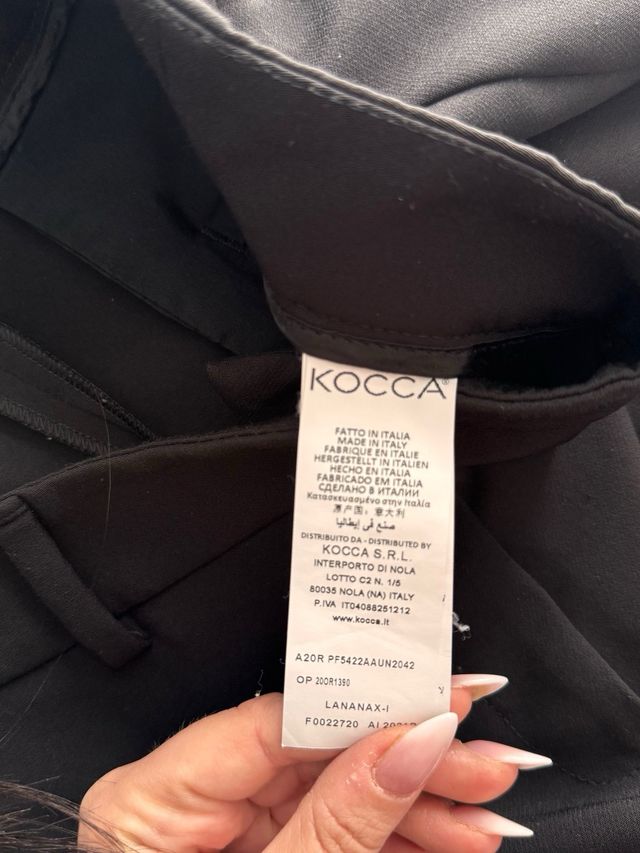 KOCCA®
FATTO IN ITALIA
MADE IN ITALY
FABRIQUE EN ITALIE
HERGESTELLT IN ITALIEN
HECHO EN ITALIA
FABRICADO EM ITALIA
СДЕЛАНО В ИТАЛИИ
Κατασκευασμένο στην Ιταλία
原产国: 意大利
صنع في إيطاليا
DISTRIBUITO DA - DISTRIBUTED BY
KOCCA S.R.L.
INTERPORTO DI NOLA
LOTTO C2 N. 1/5
80035 NOLA (NA) ITALY
P.IVA IT04088251212
www.kocca.it
A20R PF5422AAUN2042
OP 20OR1390
LANANAX-I
F0022720